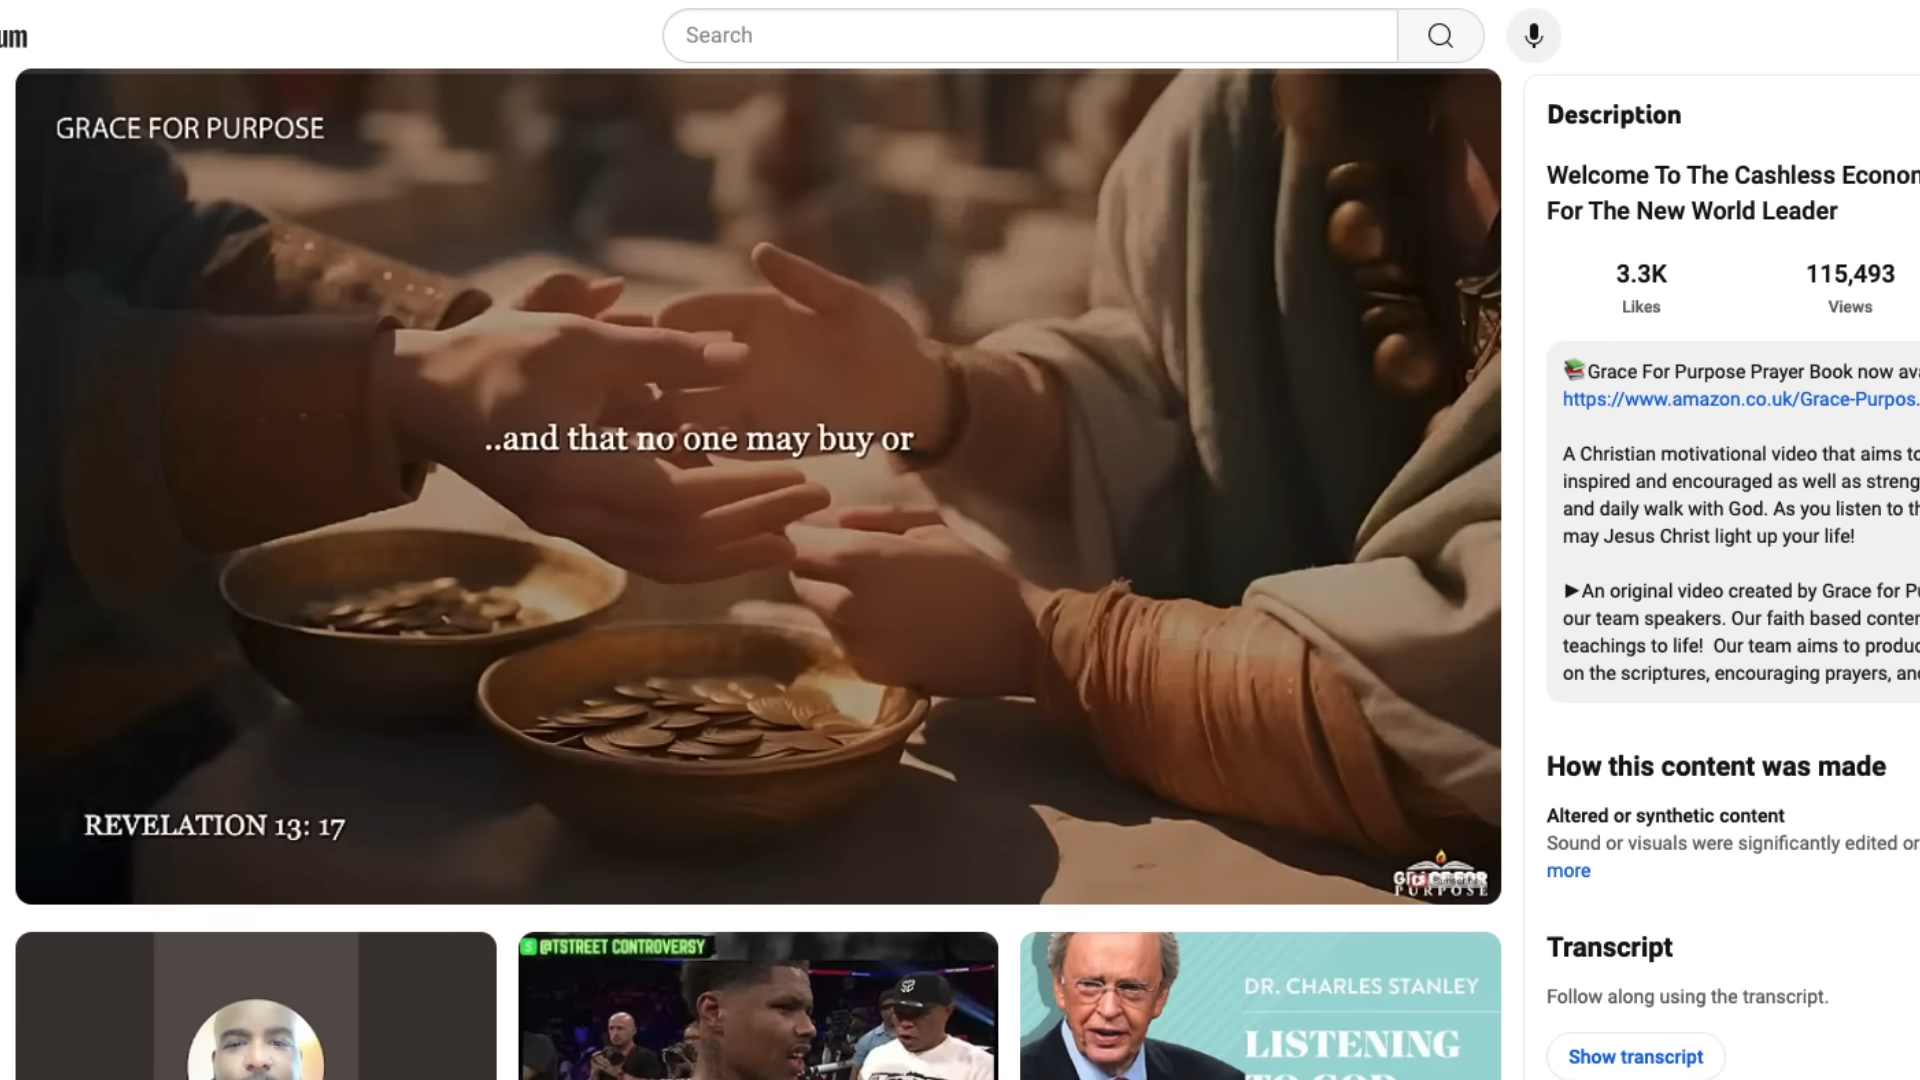 um
Search
GRACE FOR PURPOSE
..and that no one may buy or
REVELATION 13: 17
GRACE FOR
PURPOSE
Description
Welcome To The Cashless Econom
For The New World Leader
3.3K
Likes
115,493
Views
Grace For Purpose Prayer Book now ava
https://www.amazon.co.uk/Grace-Purpos.
A Christian motivational video that aims to
inspired and encouraged as well as streng
and daily walk with God. As you listen to th
may Jesus Christ light up your life!
▶An original video created by Grace for Pu
our team speakers. Our faith based conten
teachings to life!  Our team aims to produc
on the scriptures, encouraging prayers, and
How this content was made
Altered or synthetic content
Sound or visuals were significantly edited or
more
Transcript
Follow along using the transcript.
Show transcript
S @TSTREET CONTROVERSY
DR. CHARLES STANLEY
LISTENING
TO GOD